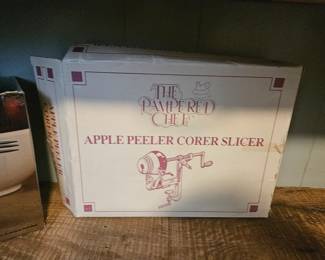 THE
PAMPERED
CHEF
APPLE PEELER CORER SLICER